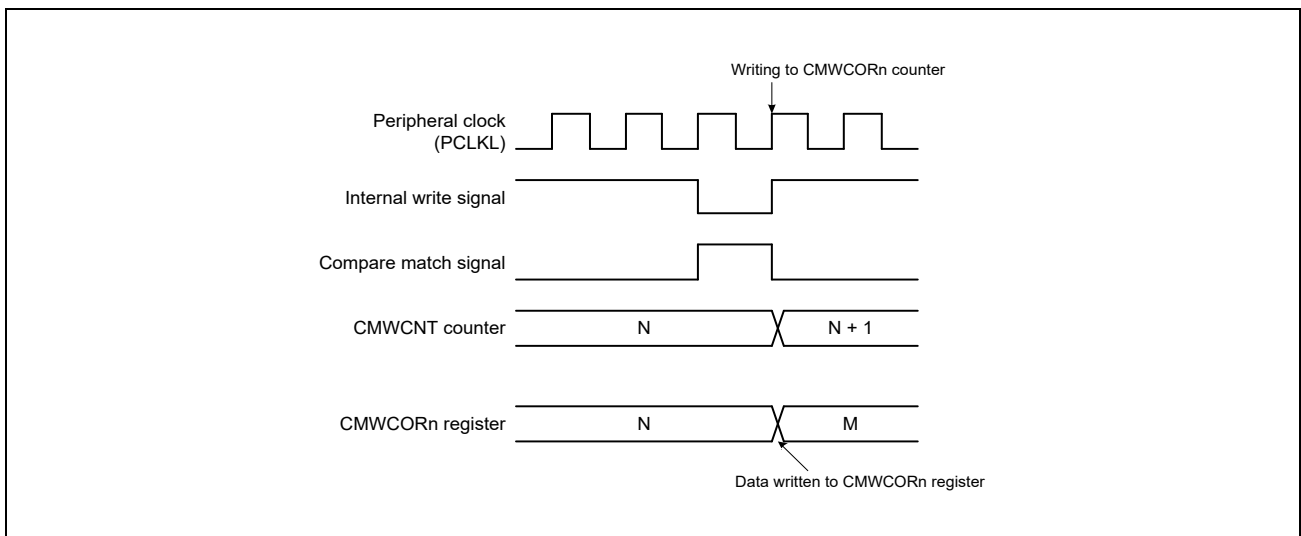 Writing to CMWCORn counter
Peripheral clock
(PCLKL)
Internal write signal
Compare match signal
CMWCNT counter
N
N + 1
CMWCORn register
N
M
Data written to CMWCORn register